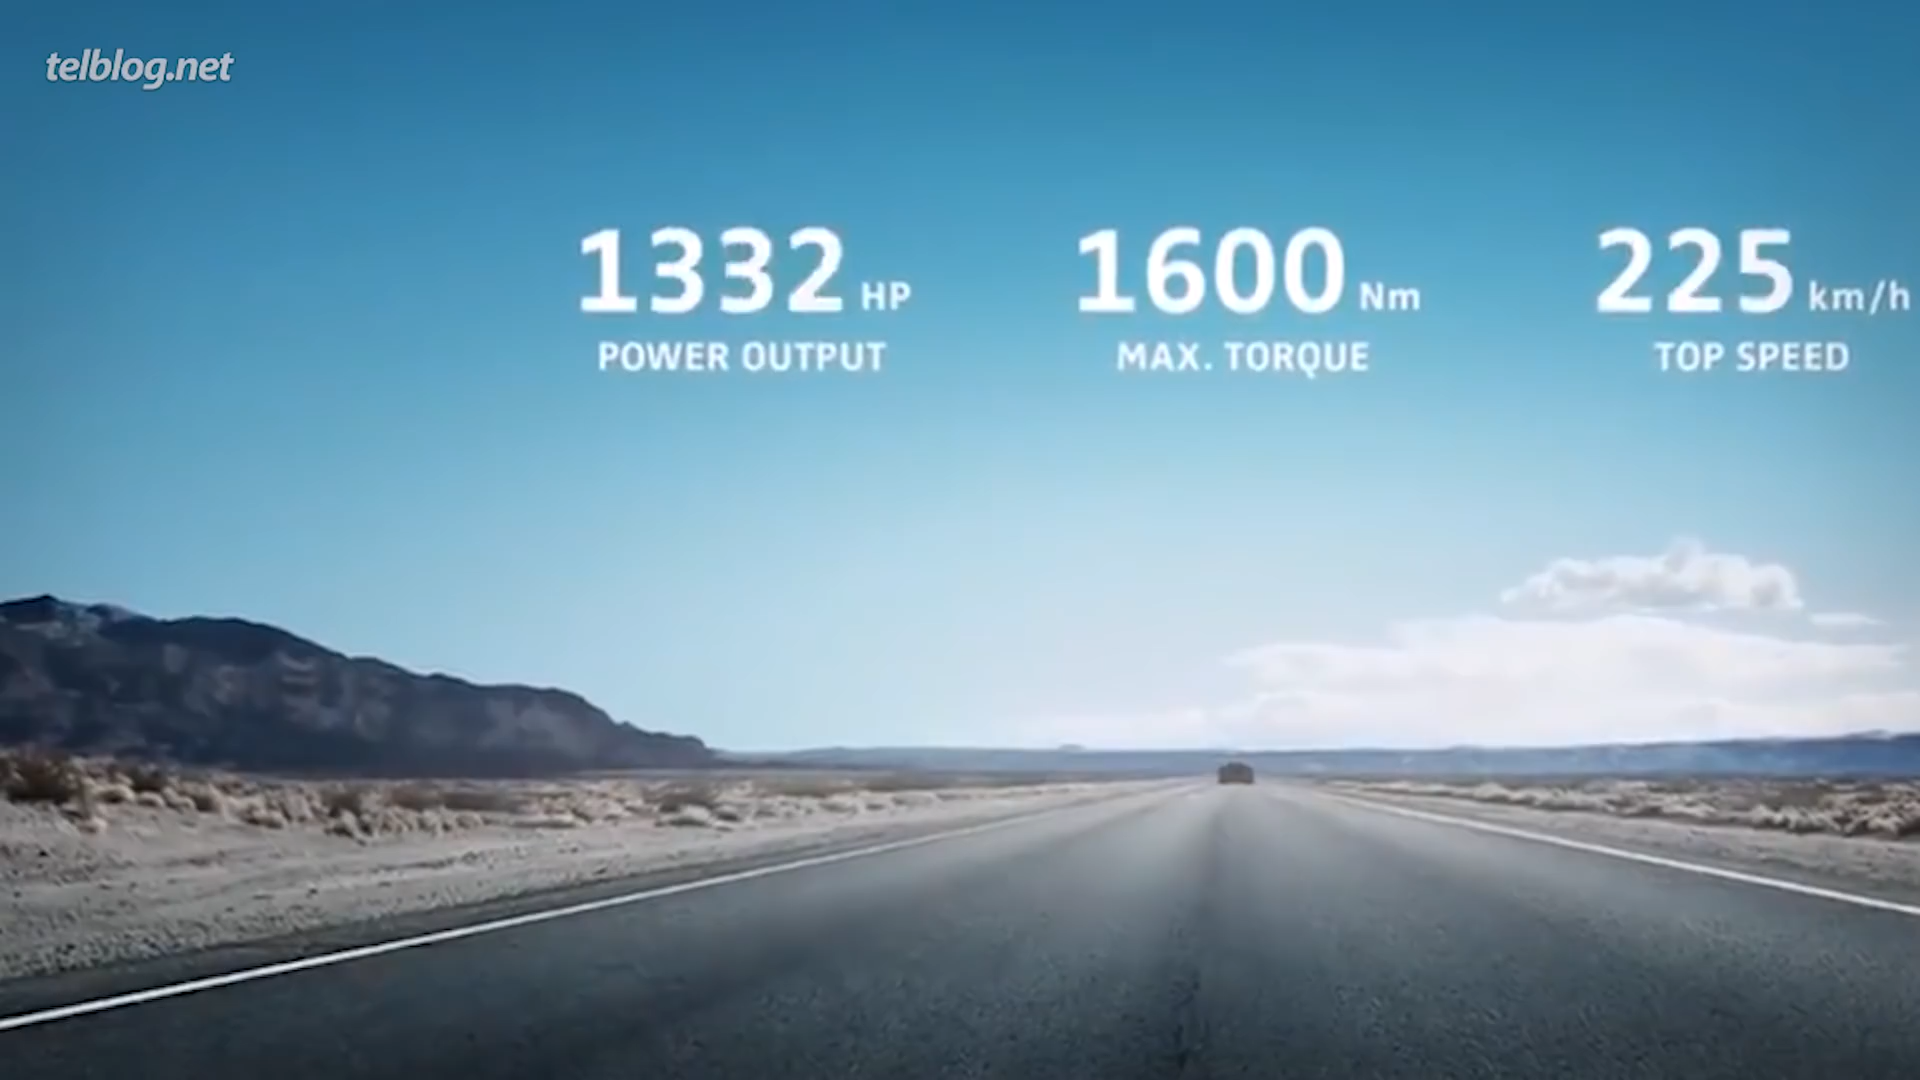 telblog.net
1332 HP
POWER OUTPUT
1600 Nm
MAX. TORQUE
225 km/h
TOP SPEED